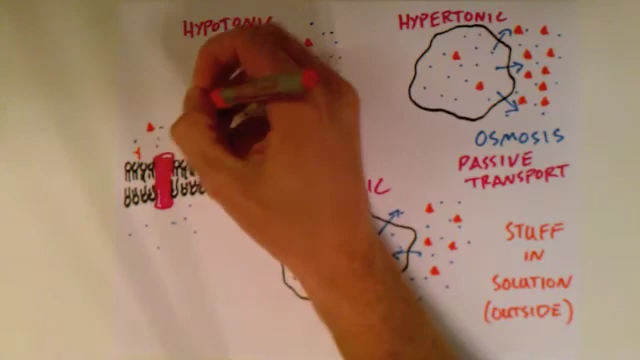 HYPOTONIC
HYPERTONIC
OSMOSIS
PASSIVE
TRANSPORT
STUFF
IN
SOLUTION
(OUTSIDE)